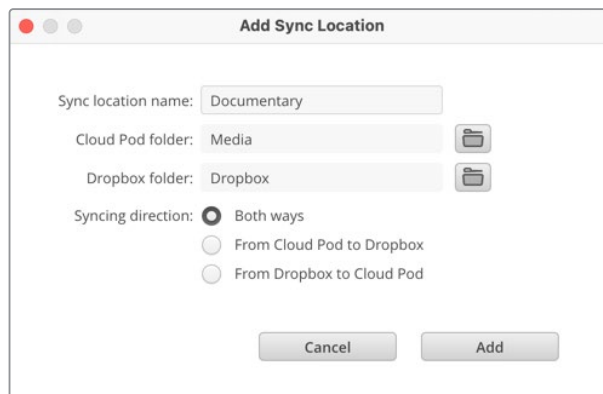 Add Sync Location
Sync location name: Documentary
Cloud Pod folder: Media
Dropbox folder: Dropbox
Syncing direction: Both ways
From Cloud Pod to Dropbox
From Dropbox to Cloud Pod
Cancel Add